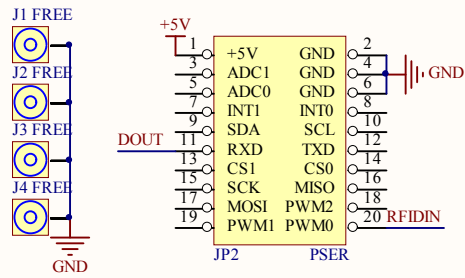 J1 FREE
J2 FREE
J3 FREE
J4 FREE
GND
+5V
1 +5V GND 2
3 ADC1 GND 4 GND
5 ADC0 GND 6
7 INT1 INT0 8
9 SDA SCL 10
DOUT 11 RXD TXD 12
13 CS1 CS0 14
15 SCK MISO 16
17 MOSI PWM2 18
19 PWM1 PWM0 20 RFIDIN
JP2 PSER